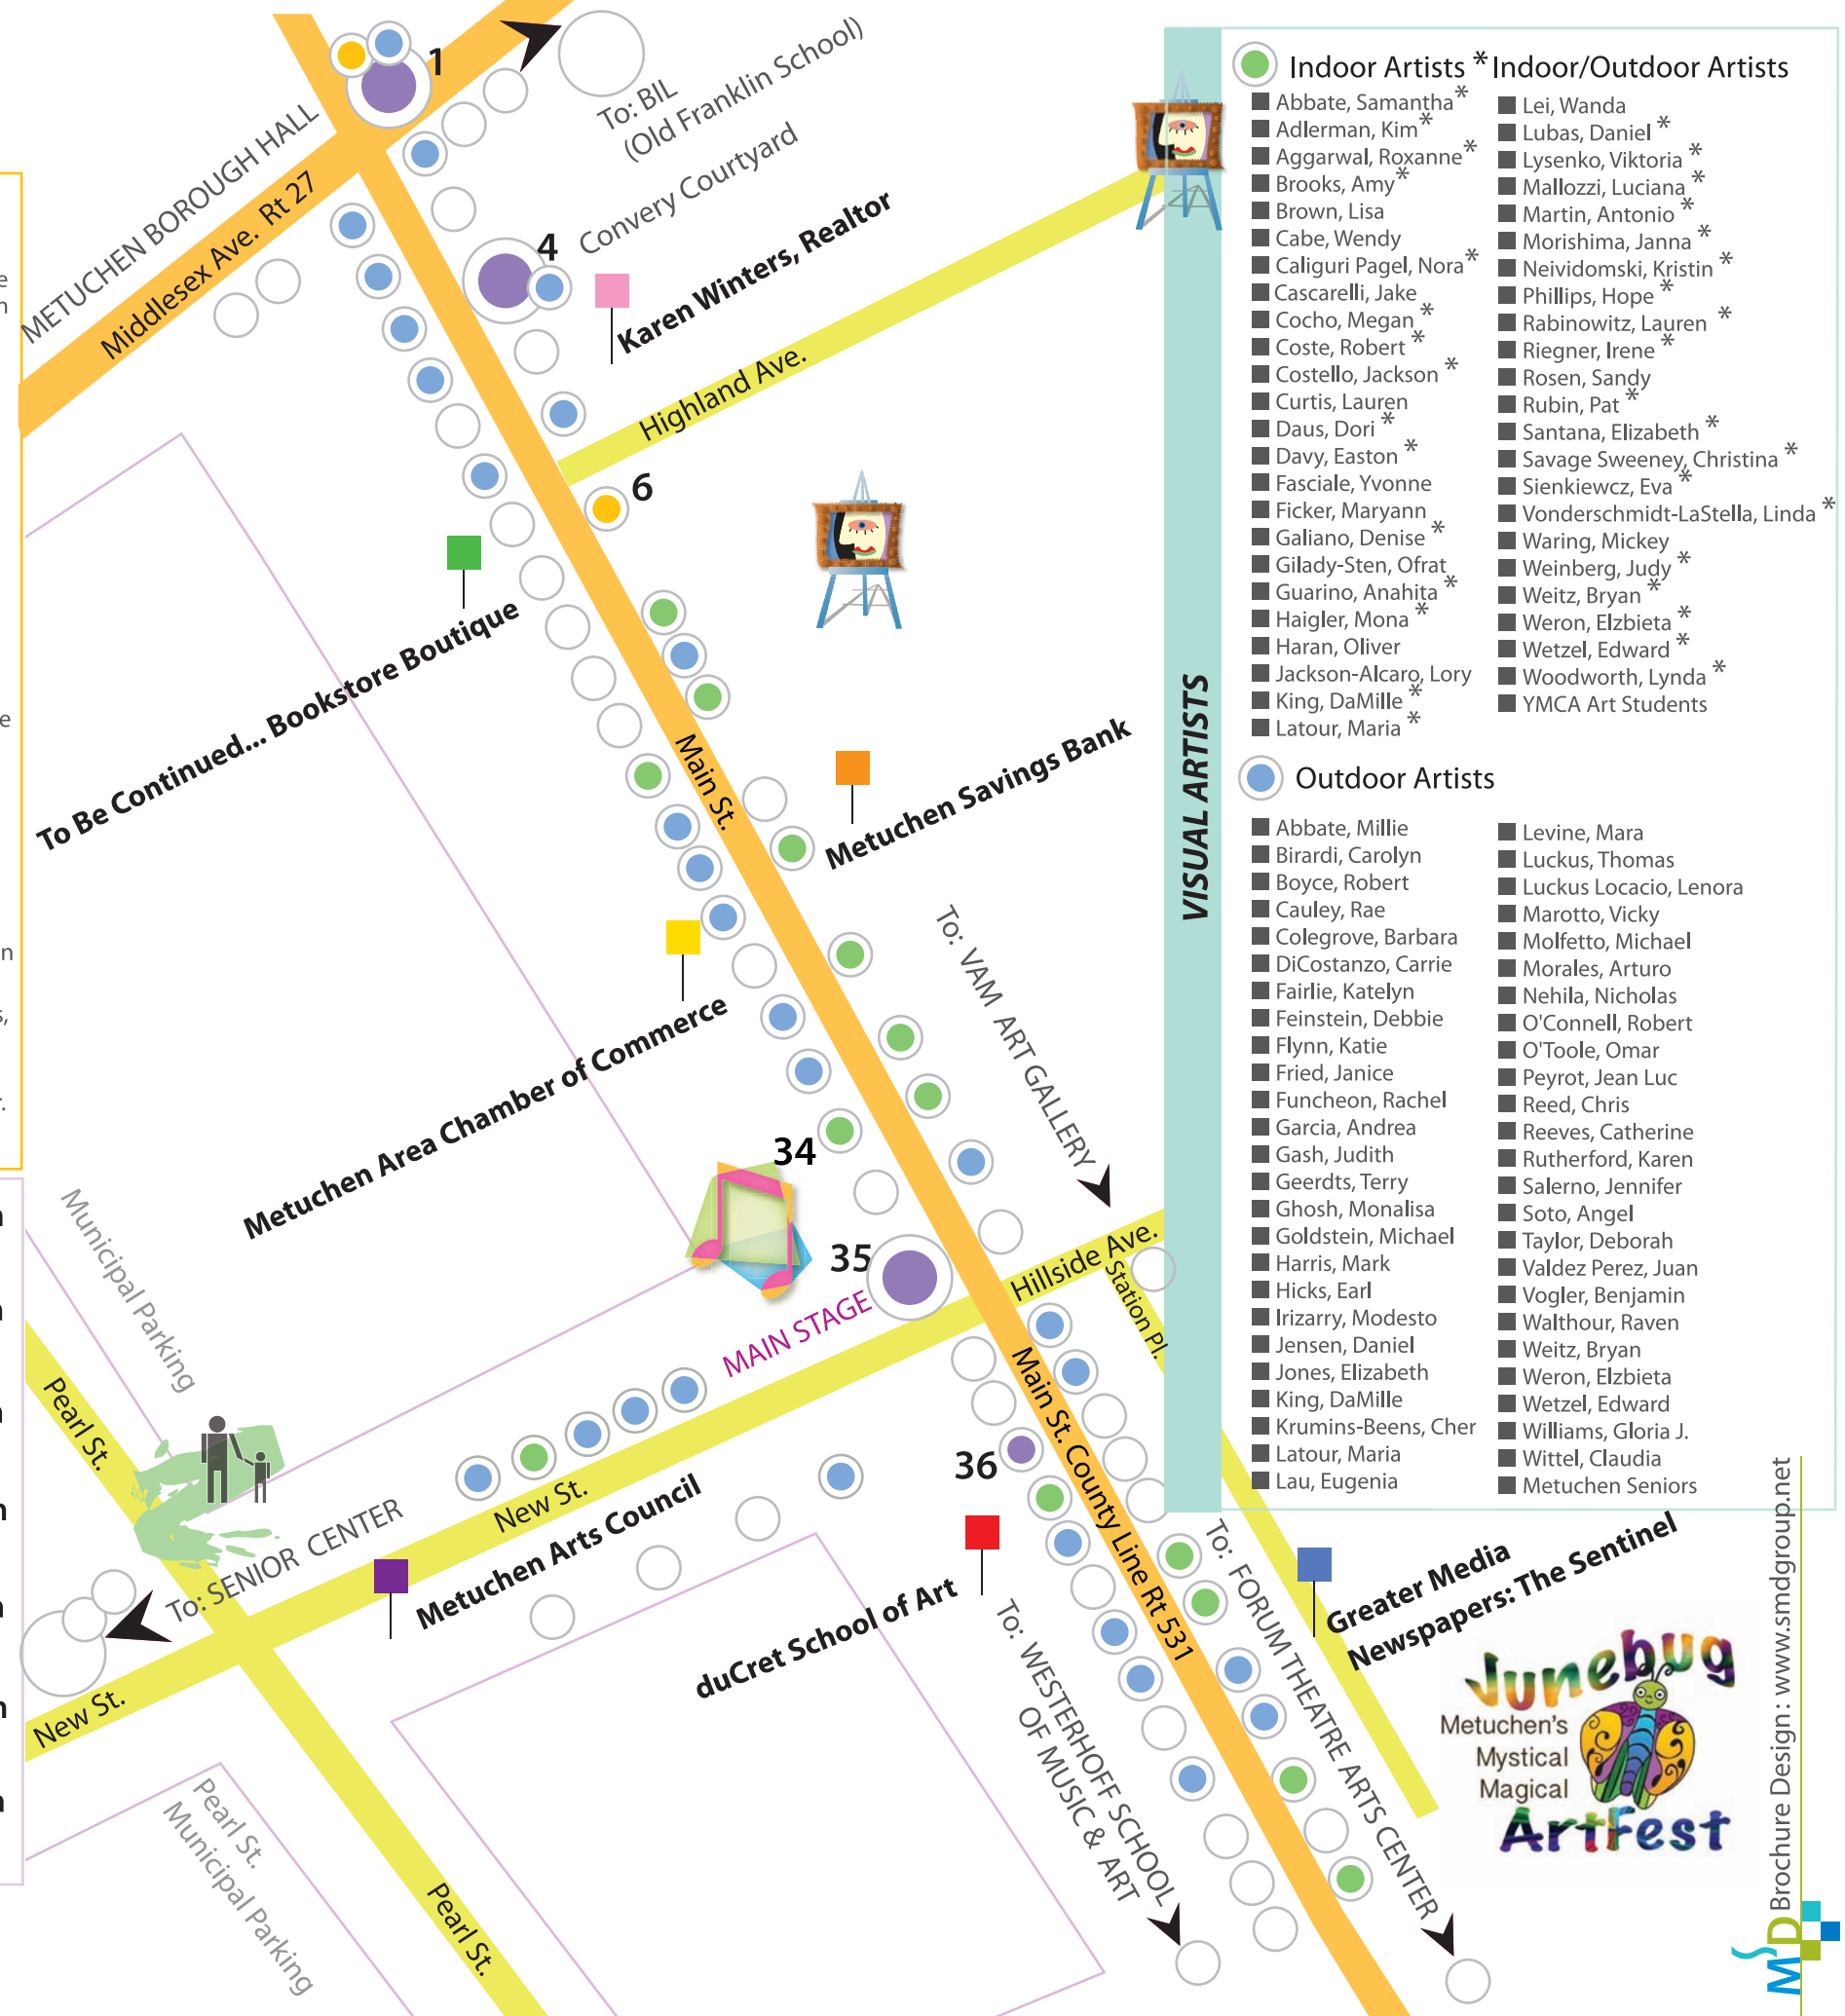 1
To: BIL
(Old Franklin School)
METUCHEN BOROUGH HALL
Middlesex Ave. Rt 27
4
Convery Courtyard
Karen Winters, Realtor
Highland Ave.
6
To Be Continued... Bookstore Boutique
Main St.
Metuchen Savings Bank
Metuchen Area Chamber of Commerce
To: VAM ART GALLERY
34
35
MAIN STAGE
Hillside Ave.
Station Pl.
Municipal Parking
Pearl St.
To: SENIOR CENTER
New St.
Metuchen Arts Council
New St.
36
Main St. County Line Rt 531
duCret School of Art
To: WESTERHOFF SCHOOL
OF MUSIC & ART
To: FORUM THEATRE ARTS CENTER
Greater Media
Newspapers: The Sentinel
Pearl St.
Municipal Parking
Pearl St.
VISUAL ARTISTS
Indoor Artists *Indoor/Outdoor Artists
Abbate, Samantha*
Adlerman, Kim*
Aggarwal, Roxanne*
Brooks, Amy*
Brown, Lisa
Cabe, Wendy
Caliguri Pagel, Nora*
Cascarelli, Jake
Cocho, Megan*
Coste, Robert*
Costello, Jackson*
Curtis, Lauren
Daus, Dori*
Davy, Easton*
Fasciale, Yvonne
Ficker, Maryann
Galiano, Denise*
Gilady-Sten, Ofrat
Guarino, Anahita*
Haigler, Mona*
Haran, Oliver
Jackson-Alcaro, Lory
King, DaMille*
Latour, Maria*
Lei, Wanda
Lubas, Daniel*
Lysenko, Viktoria*
Mallozzi, Luciana*
Martin, Antonio*
Morishima, Janna*
Neividomski, Kristin*
Phillips, Hope*
Rabinowitz, Lauren*
Riegner, Irene*
Rosen, Sandy
Rubin, Pat*
Santana, Elizabeth*
Savage Sweeney, Christina*
Sienkiewcz, Eva*
Vonderschmidt-LaStella, Linda*
Waring, Mickey
Weinberg, Judy*
Weitz, Bryan*
Weron, Elzbieta*
Wetzel, Edward*
Woodworth, Lynda*
YMCA Art Students
Outdoor Artists
Abbate, Millie
Birardi, Carolyn
Boyce, Robert
Cauley, Rae
Colegrove, Barbara
DiCostanzo, Carrie
Fairlie, Katelyn
Feinstein, Debbie
Flynn, Katie
Fried, Janice
Funcheon, Rachel
Garcia, Andrea
Gash, Judith
Geerdts, Terry
Ghosh, Monalisa
Goldstein, Michael
Harris, Mark
Hicks, Earl
Irizarry, Modesto
Jensen, Daniel
Jones, Elizabeth
King, DaMille
Krumins-Beens, Cher
Latour, Maria
Lau, Eugenia
Levine, Mara
Luckus, Thomas
Luckus Locacio, Lenora
Marotto, Vicky
Molfetto, Michael
Morales, Arturo
Nehila, Nicholas
O'Connell, Robert
O'Toole, Omar
Peyrot, Jean Luc
Reed, Chris
Reeves, Catherine
Rutherford, Karen
Salerno, Jennifer
Soto, Angel
Taylor, Deborah
Valdez Perez, Juan
Vogler, Benjamin
Walthour, Raven
Weitz, Bryan
Weron, Elzbieta
Wetzel, Edward
Williams, Gloria J.
Wittel, Claudia
Metuchen Seniors
Junebug
Metuchen's
Mystical
Magical
ArtFest
Brochure Design : www.smdgroup.net
MSD